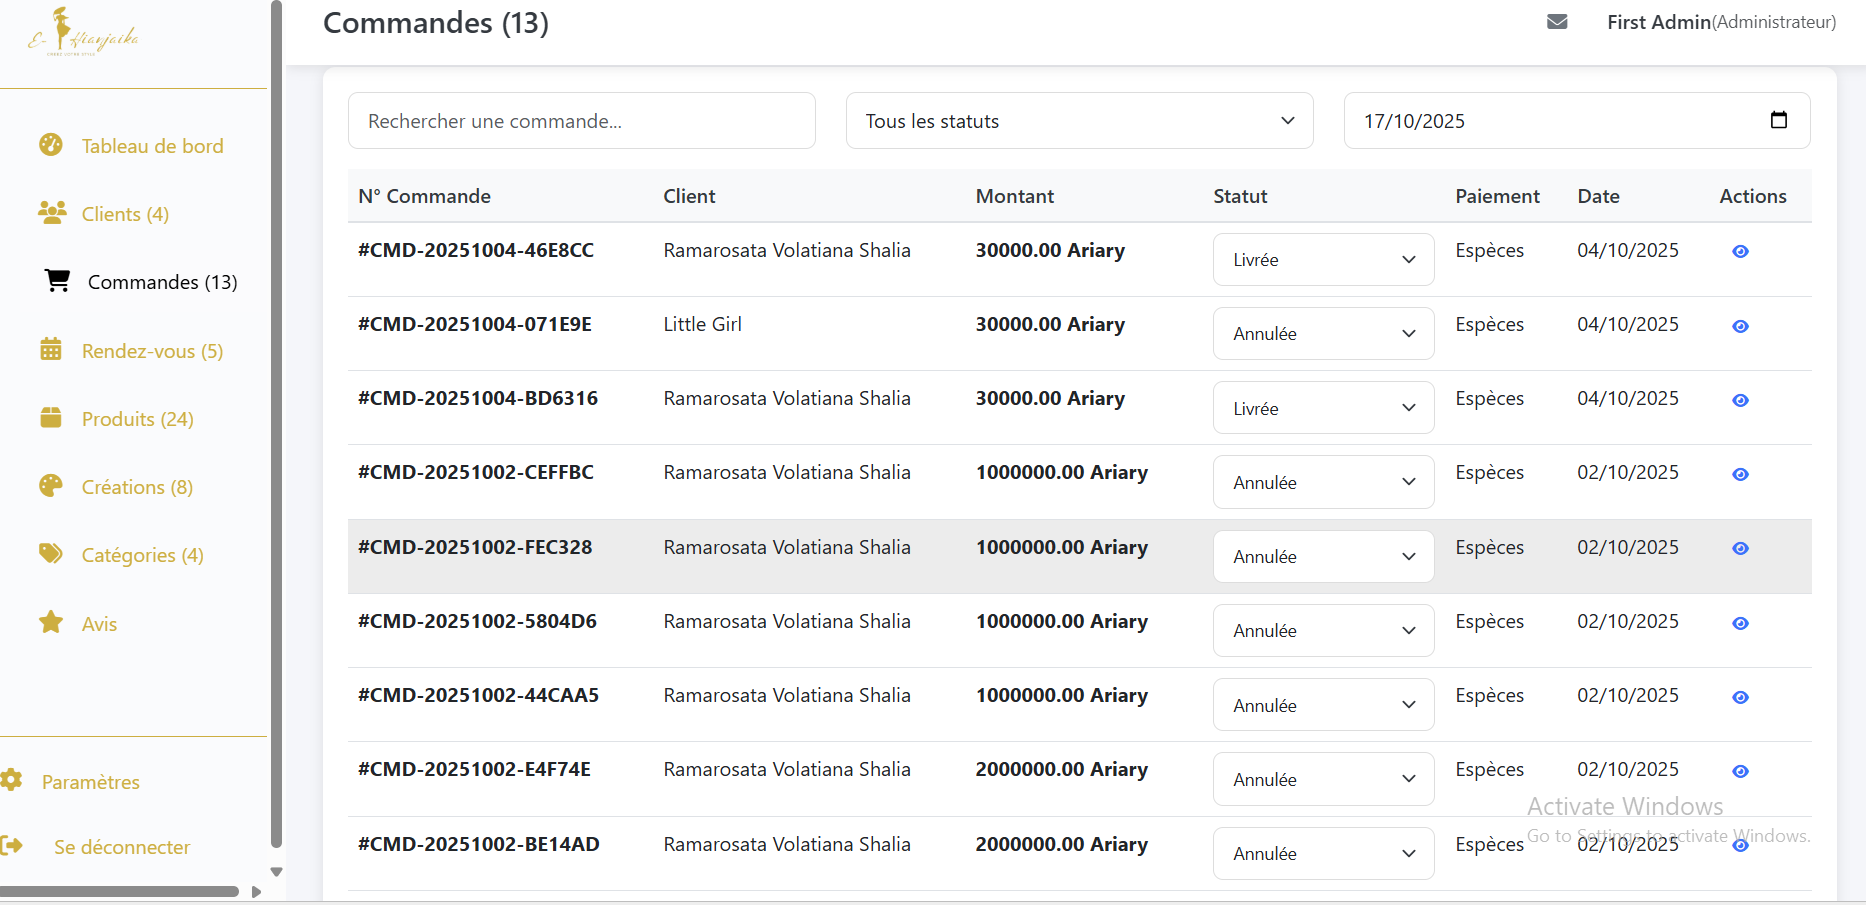 E- Hianjaika
Commandes (13)
First Admin(Administrateur)
Tableau de bord
Clients (4)
Commandes (13)
Rendez-vous (5)
Produits (24)
Créations (8)
Catégories (4)
Avis
Paramètres
Se déconnecter
Rechercher une commande...
Tous les statuts
17/10/2025
N° Commande Client Montant Statut Paiement Date Actions
#CMD-20251004-46E8CC Ramarosata Volatiana Shalia 30000.00 Ariary Livrée Espèces 04/10/2025
#CMD-20251004-071E9E Little Girl 30000.00 Ariary Annulée Espèces 04/10/2025
#CMD-20251004-BD6316 Ramarosata Volatiana Shalia 30000.00 Ariary Livrée Espèces 04/10/2025
#CMD-20251002-CEFFBC Ramarosata Volatiana Shalia 1000000.00 Ariary Annulée Espèces 02/10/2025
#CMD-20251002-FEC328 Ramarosata Volatiana Shalia 1000000.00 Ariary Annulée Espèces 02/10/2025
#CMD-20251002-5804D6 Ramarosata Volatiana Shalia 1000000.00 Ariary Annulée Espèces 02/10/2025
#CMD-20251002-44CAA5 Ramarosata Volatiana Shalia 1000000.00 Ariary Annulée Espèces 02/10/2025
#CMD-20251002-E4F74E Ramarosata Volatiana Shalia 2000000.00 Ariary Annulée Espèces 02/10/2025
#CMD-20251002-BE14AD Ramarosata Volatiana Shalia 2000000.00 Ariary Annulée Espèces 02/10/2025
Activate Windows
Go to Settings to activate Windows.